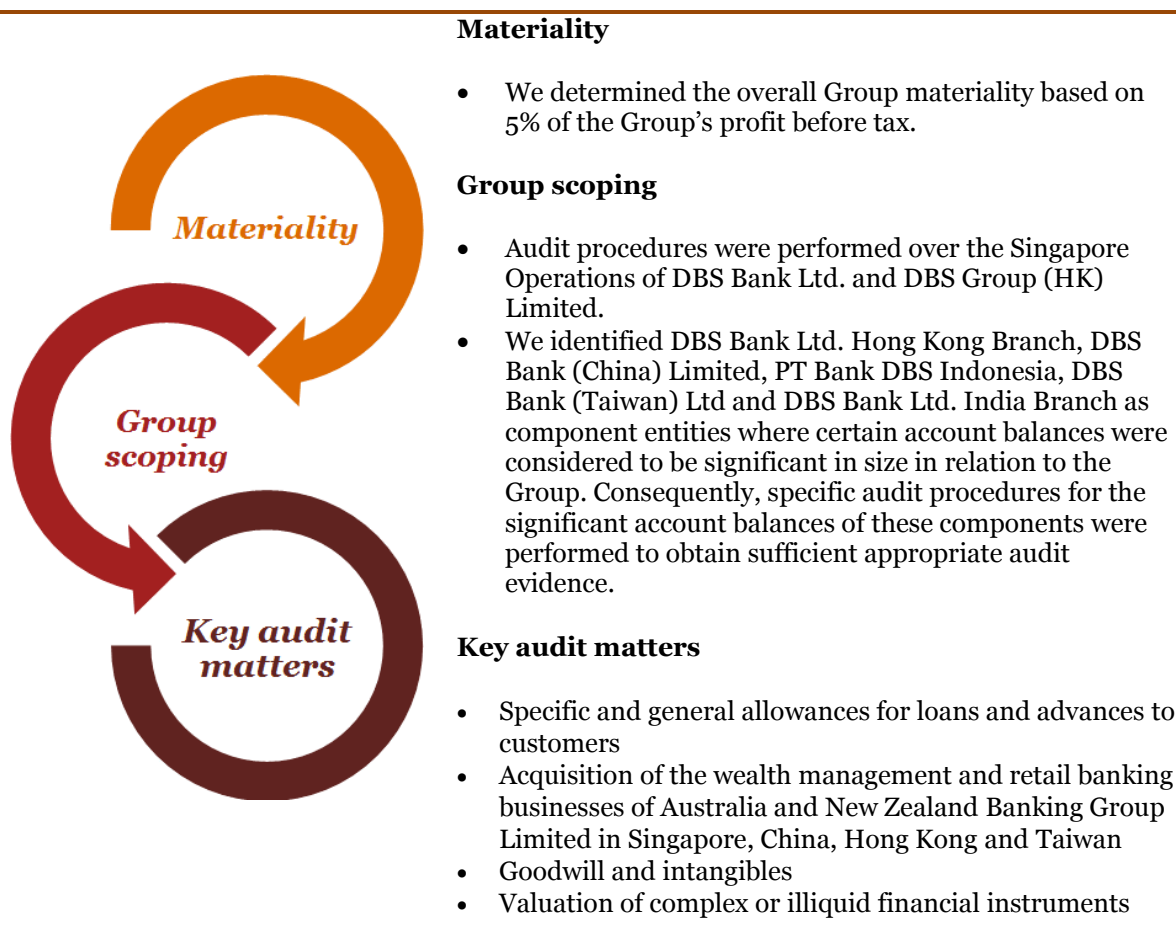 Materiality
• We determined the overall Group materiality based on
5% of the Group's profit before tax.
Group scoping
• Audit procedures were performed over the Singapore
Operations of DBS Bank Ltd. and DBS Group (HK)
Limited.
• We identified DBS Bank Ltd. Hong Kong Branch, DBS
Bank (China) Limited, PT Bank DBS Indonesia, DBS
Bank (Taiwan) Ltd and DBS Bank Ltd. India Branch as
component entities where certain account balances were
considered to be significant in size in relation to the
Group. Consequently, specific audit procedures for the
significant account balances of these components were
performed to obtain sufficient appropriate audit
evidence.
Key audit matters
• Specific and general allowances for loans and advances to
customers
• Acquisition of the wealth management and retail banking
businesses of Australia and New Zealand Banking Group
Limited in Singapore, China, Hong Kong and Taiwan
• Goodwill and intangibles
• Valuation of complex or illiquid financial instruments
Materiality
Group
scoping
Key audit
matters